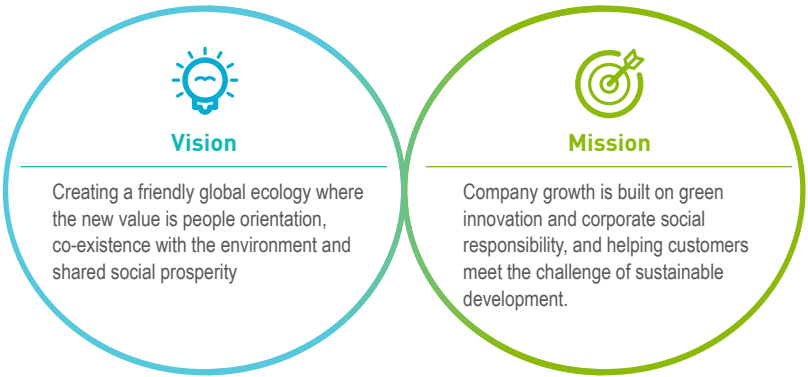 Vision
Creating a friendly global ecology where
the new value is people orientation,
co-existence with the environment and
shared social prosperity
Mission
Company growth is built on green
innovation and corporate social
responsibility, and helping customers
meet the challenge of sustainable
development.